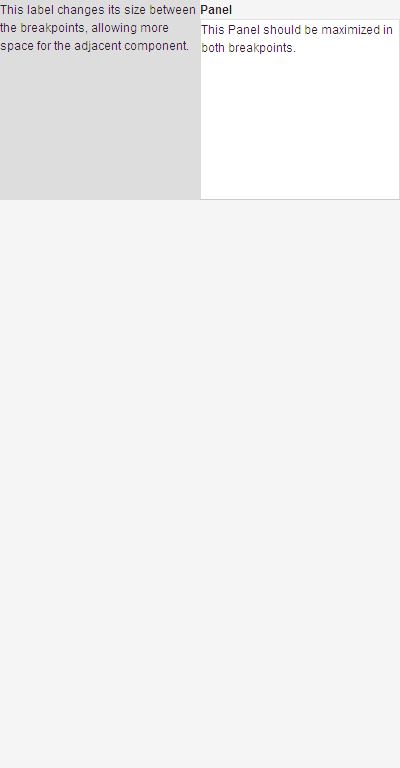 This label changes its size between
the breakpoints, allowing more
space for the adjacent component.
Panel
This Panel should be maximized in
both breakpoints.